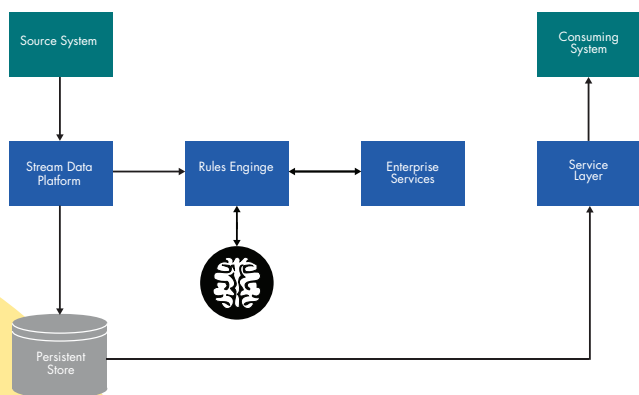 Source System
Consuming
System
Stream Data
Platform
Rules Enginge
Enterprise
Services
Service
Layer
Persistent
Store